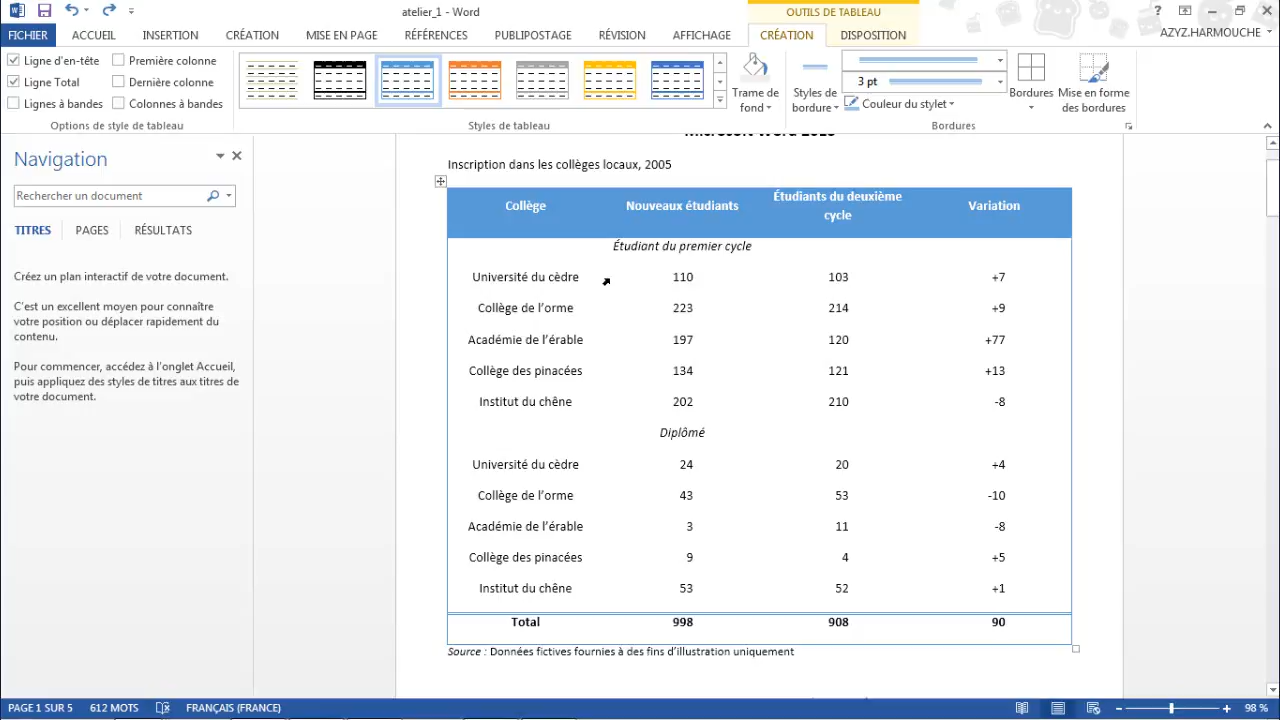 atelier_1 - Word
OUTILS DE TABLEAU
?
FICHIER ACCUEIL INSERTION CRÉATION MISE EN PAGE RÉFÉRENCES PUBLIPOSTAGE RÉVISION AFFICHAGE CRÉATION DISPOSITION AZYZ.HARMOUCHE
Ligne d'en-tête Première colonne
Ligne Total Dernière colonne
Lignes à bandes Colonnes à bandes
Options de style de tableau
Styles de tableau
Trame de fond
Styles de bordure
3 pt
Couleur du stylet
Bordures
Mise en forme des bordures
Bordures
Navigation
Rechercher un document
TITRES PAGES RÉSULTATS
Créez un plan interactif de votre document.
C'est un excellent moyen pour connaître
votre position ou déplacer rapidement du
contenu.
Pour commencer, accédez à l'onglet Accueil,
puis appliquez des styles de titres aux titres de
votre document.
Microsoft Word 2013
Inscription dans les collèges locaux, 2005
Collège Nouveaux étudiants Étudiants du deuxième cycle Variation
Étudiant du premier cycle
Université du cèdre 110 103 +7
Collège de l'orme 223 214 +9
Académie de l'érable 197 120 +77
Collège des pinacées 134 121 +13
Institut du chêne 202 210 -8
Diplômé
Université du cèdre 24 20 +4
Collège de l'orme 43 53 -10
Académie de l'érable 3 11 -8
Collège des pinacées 9 4 +5
Institut du chêne 53 52 +1
Total 998 908 90
Source : Données fictives fournies à des fins d'illustration uniquement
PAGE 1 SUR 5 612 MOTS FRANÇAIS (FRANCE) 98 %